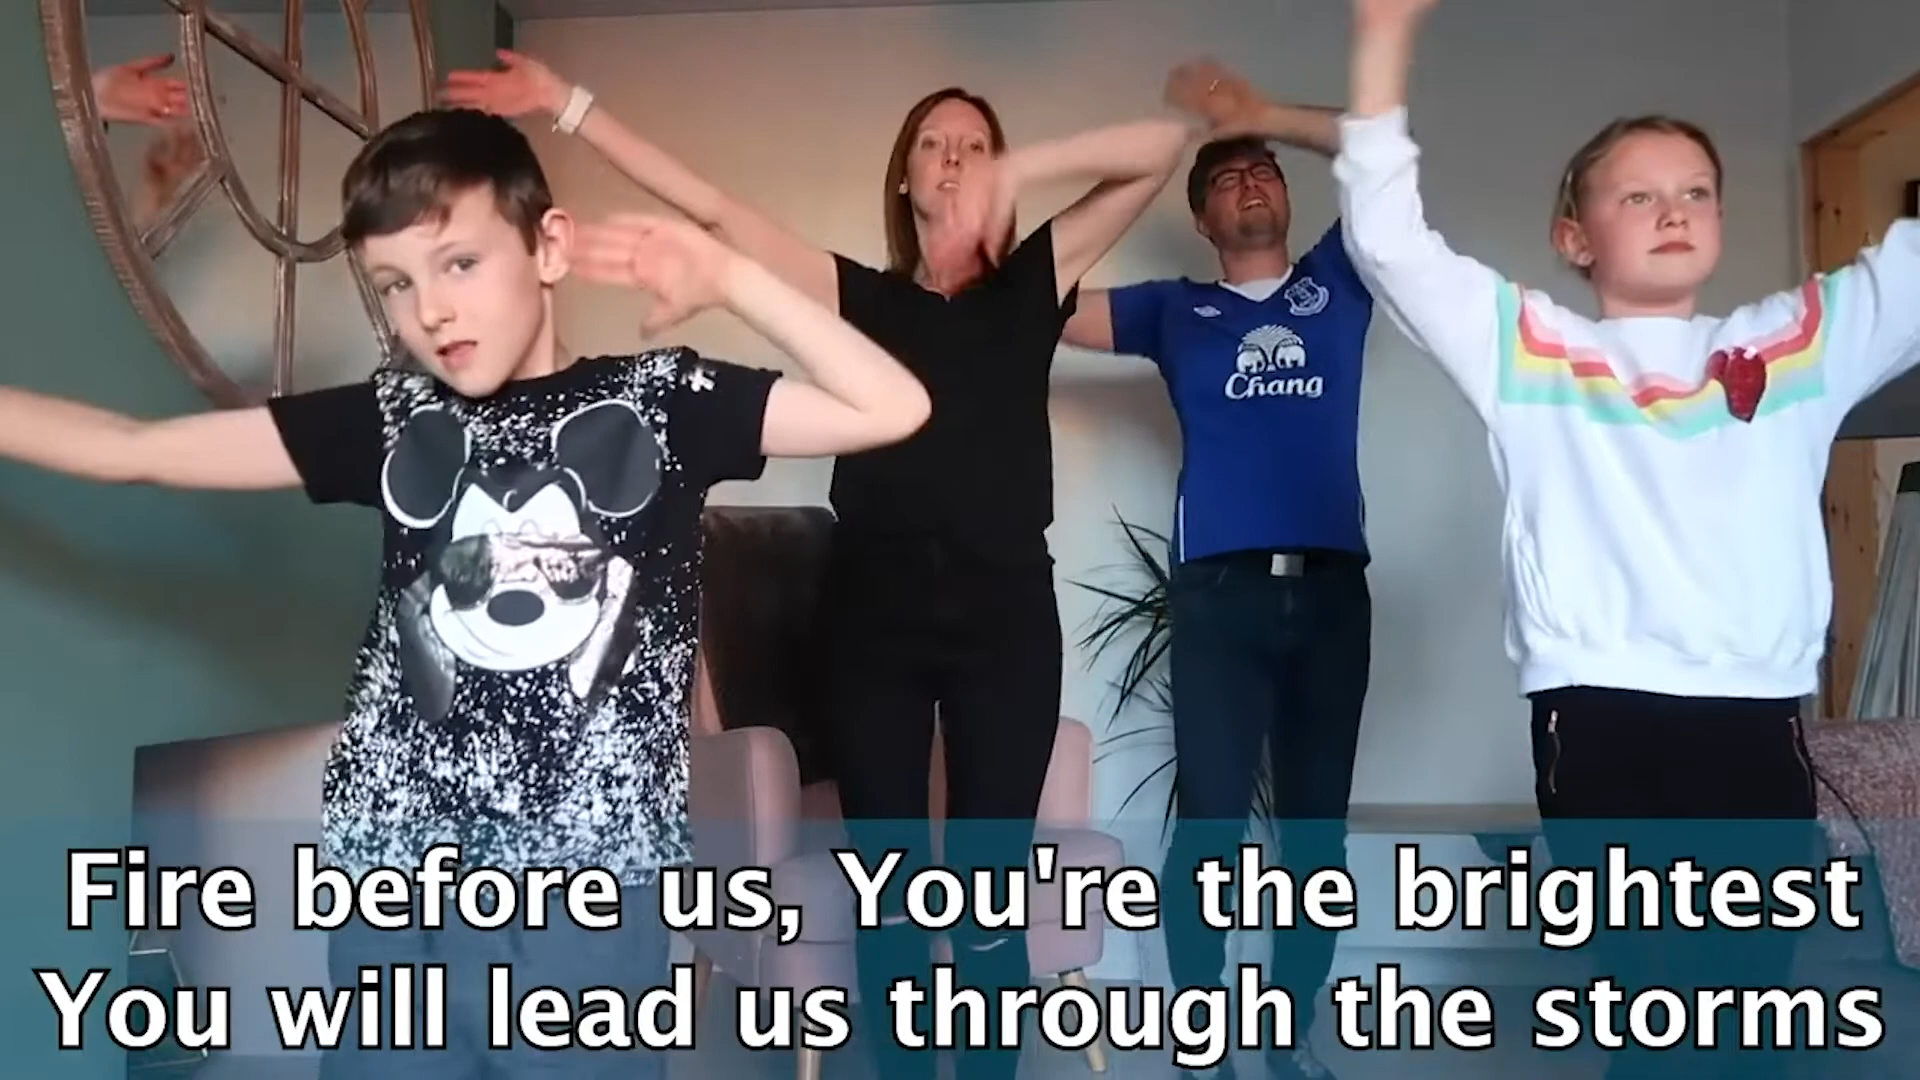 Chang
Fire before us, You're the brightest
You will lead us through the storms